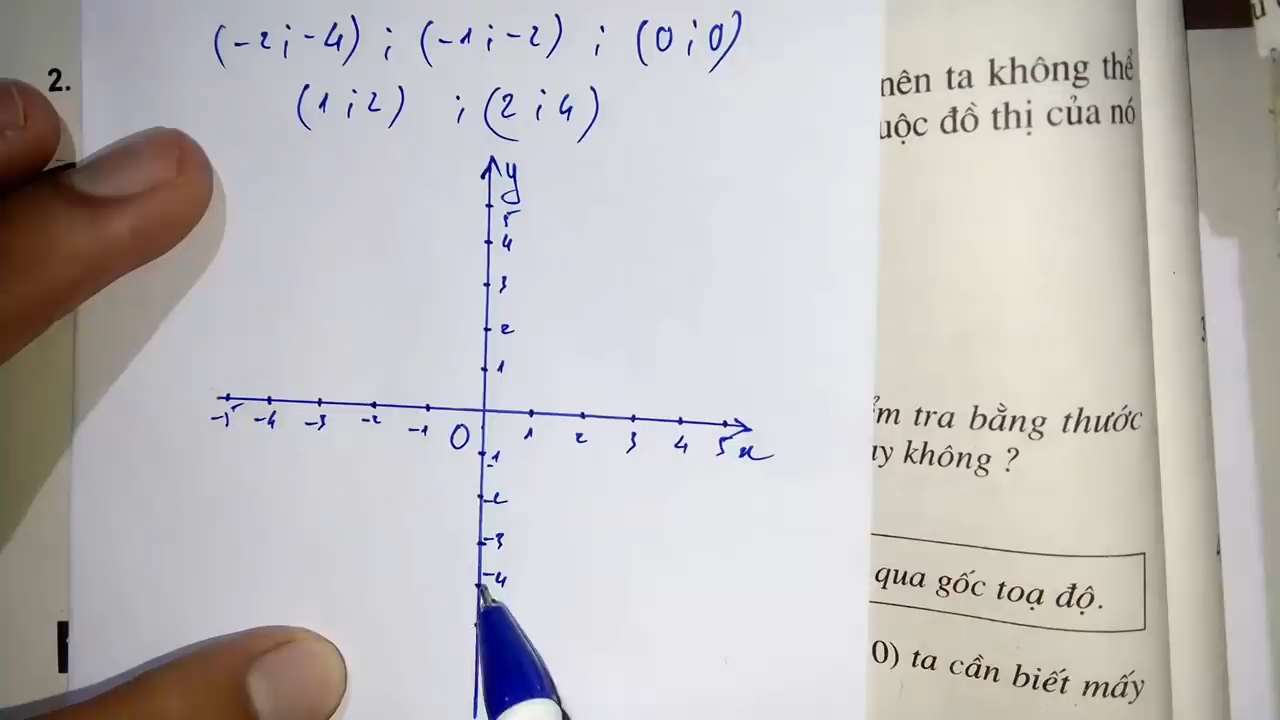 (-2 ; -4) ; (-1 ; -2) ; (0 ; 0)
(1 ; 2) ; (2 ; 4)
2.
nên ta không thể
uộc đồ thị của nó
y
5
4
3
2
1
-5 -4 -3 -2 -1 O 1 2 3 4 5 x
-1
-2
-3
-4
ểm tra bằng thước
ay không ?
qua gốc toạ độ.
0) ta cần biết mấy